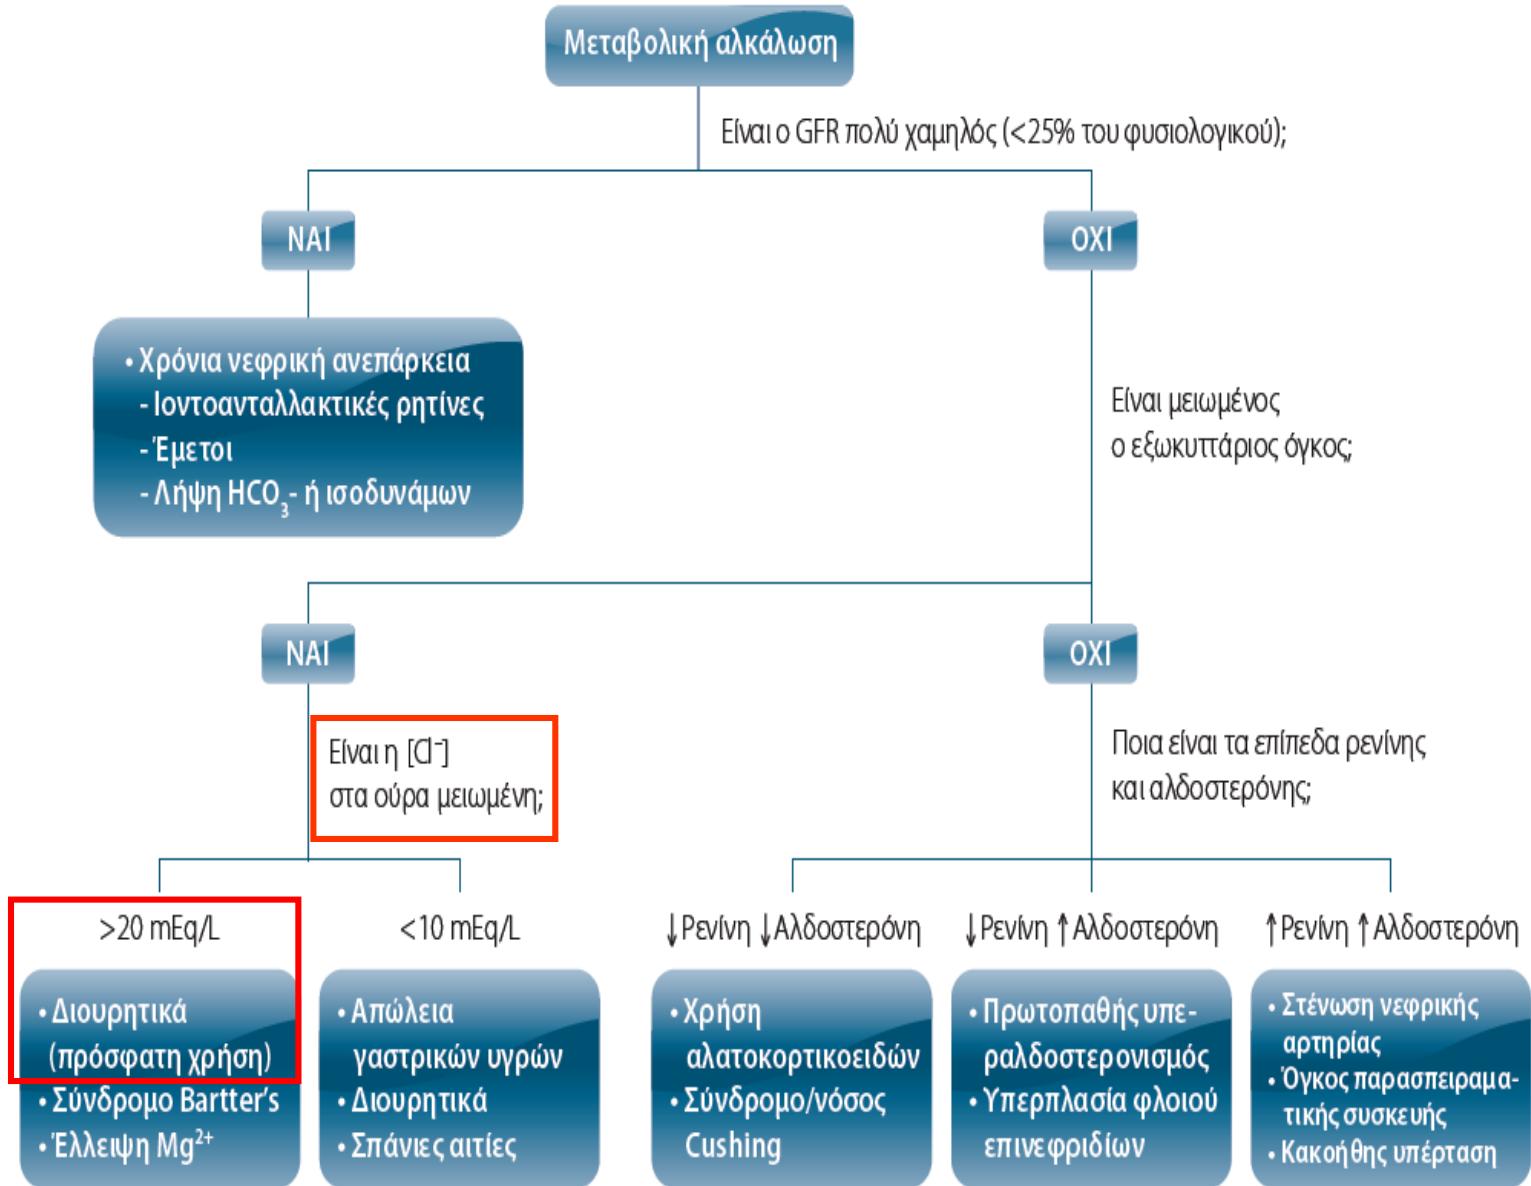 Μεταβολική αλκάλωση
Είναι ο GFR πολύ χαμηλός (<25% του φυσιολογικού);
ΝΑΙ
ΟΧΙ
• Χρόνια νεφρική ανεπάρκεια
- Ιοντοανταλλακτικές ρητίνες
- Έμετοι
- Λήψη HCO₃- ή ισοδυνάμων
Είναι μειωμένος
ο εξωκυττάριος όγκος;
ΝΑΙ
ΟΧΙ
Είναι η [Cl⁻]
στα ούρα μειωμένη;
Ποια είναι τα επίπεδα ρενίνης
και αλδοστερόνης;
>20 mEq/L
• Διουρητικά
(πρόσφατη χρήση)
• Σύνδρομο Bartter's
• Έλλειψη Mg²⁺
<10 mEq/L
• Απώλεια
γαστρικών υγρών
• Διουρητικά
• Σπάνιες αιτίες
↓Ρενίνη ↓Αλδοστερόνη
• Χρήση
αλατοκορτικοειδών
• Σύνδρομο/νόσος
Cushing
↓Ρενίνη ↑Αλδοστερόνη
• Πρωτοπαθής υπε-
ραλδοστερονισμός
• Υπερπλασία φλοιού
επινεφριδίων
↑Ρενίνη ↑Αλδοστερόνη
• Στένωση νεφρικής
αρτηρίας
• Όγκος παρασπειραμα-
τικής συσκευής
• Κακοήθης υπέρταση